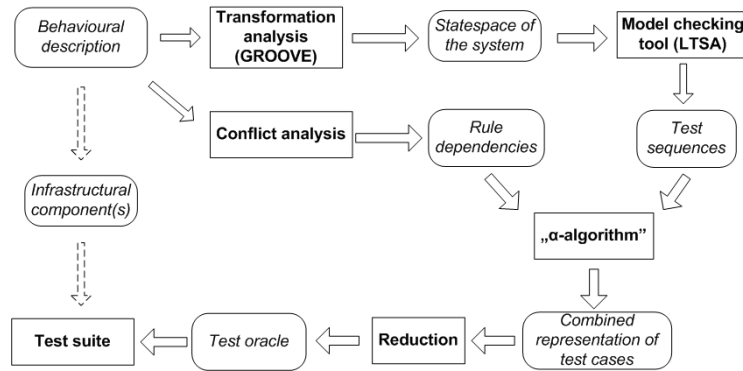 Behavioural
description
Transformation
analysis
(GROOVE)
Statespace of
the system
Model checking
tool (LTSA)
Conflict analysis
Rule
dependencies
Test
sequences
Infrastructural
component(s)
„α-algorithm”
Test suite
Test oracle
Reduction
Combined
representation of
test cases